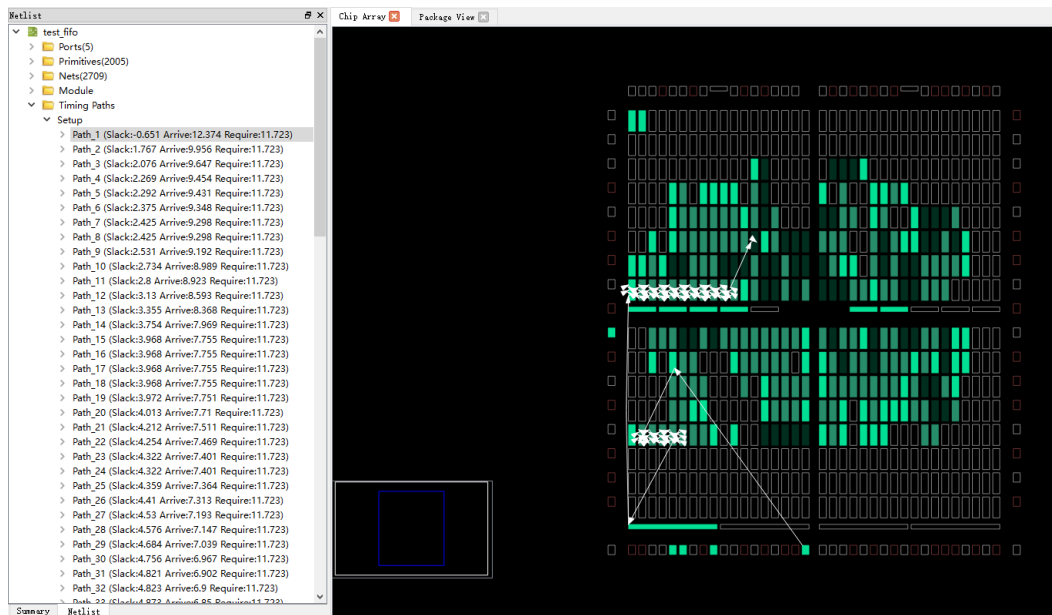 Netlist
Chip Array
Package View
test_fifo
Ports(5)
Primitives(2005)
Nets(2709)
Module
Timing Paths
Setup
Path_1 (Slack:-0.651 Arrive:12.374 Require:11.723)
Path_2 (Slack:1.767 Arrive:9.956 Require:11.723)
Path_3 (Slack:2.076 Arrive:9.647 Require:11.723)
Path_4 (Slack:2.269 Arrive:9.454 Require:11.723)
Path_5 (Slack:2.292 Arrive:9.431 Require:11.723)
Path_6 (Slack:2.375 Arrive:9.348 Require:11.723)
Path_7 (Slack:2.425 Arrive:9.298 Require:11.723)
Path_8 (Slack:2.425 Arrive:9.298 Require:11.723)
Path_9 (Slack:2.531 Arrive:9.192 Require:11.723)
Path_10 (Slack:2.734 Arrive:8.989 Require:11.723)
Path_11 (Slack:2.8 Arrive:8.923 Require:11.723)
Path_12 (Slack:3.13 Arrive:8.593 Require:11.723)
Path_13 (Slack:3.355 Arrive:8.368 Require:11.723)
Path_14 (Slack:3.754 Arrive:7.969 Require:11.723)
Path_15 (Slack:3.968 Arrive:7.755 Require:11.723)
Path_16 (Slack:3.968 Arrive:7.755 Require:11.723)
Path_17 (Slack:3.968 Arrive:7.755 Require:11.723)
Path_18 (Slack:3.968 Arrive:7.755 Require:11.723)
Path_19 (Slack:3.972 Arrive:7.751 Require:11.723)
Path_20 (Slack:4.013 Arrive:7.71 Require:11.723)
Path_21 (Slack:4.212 Arrive:7.511 Require:11.723)
Path_22 (Slack:4.254 Arrive:7.469 Require:11.723)
Path_23 (Slack:4.322 Arrive:7.401 Require:11.723)
Path_24 (Slack:4.322 Arrive:7.401 Require:11.723)
Path_25 (Slack:4.359 Arrive:7.364 Require:11.723)
Path_26 (Slack:4.41 Arrive:7.313 Require:11.723)
Path_27 (Slack:4.53 Arrive:7.193 Require:11.723)
Path_28 (Slack:4.576 Arrive:7.147 Require:11.723)
Path_29 (Slack:4.684 Arrive:7.039 Require:11.723)
Path_30 (Slack:4.756 Arrive:6.967 Require:11.723)
Path_31 (Slack:4.821 Arrive:6.902 Require:11.723)
Path_32 (Slack:4.823 Arrive:6.9 Require:11.723)
Path_33 (Slack:4.873 Arrive:6.85 Require:11.723)
Summary
Netlist